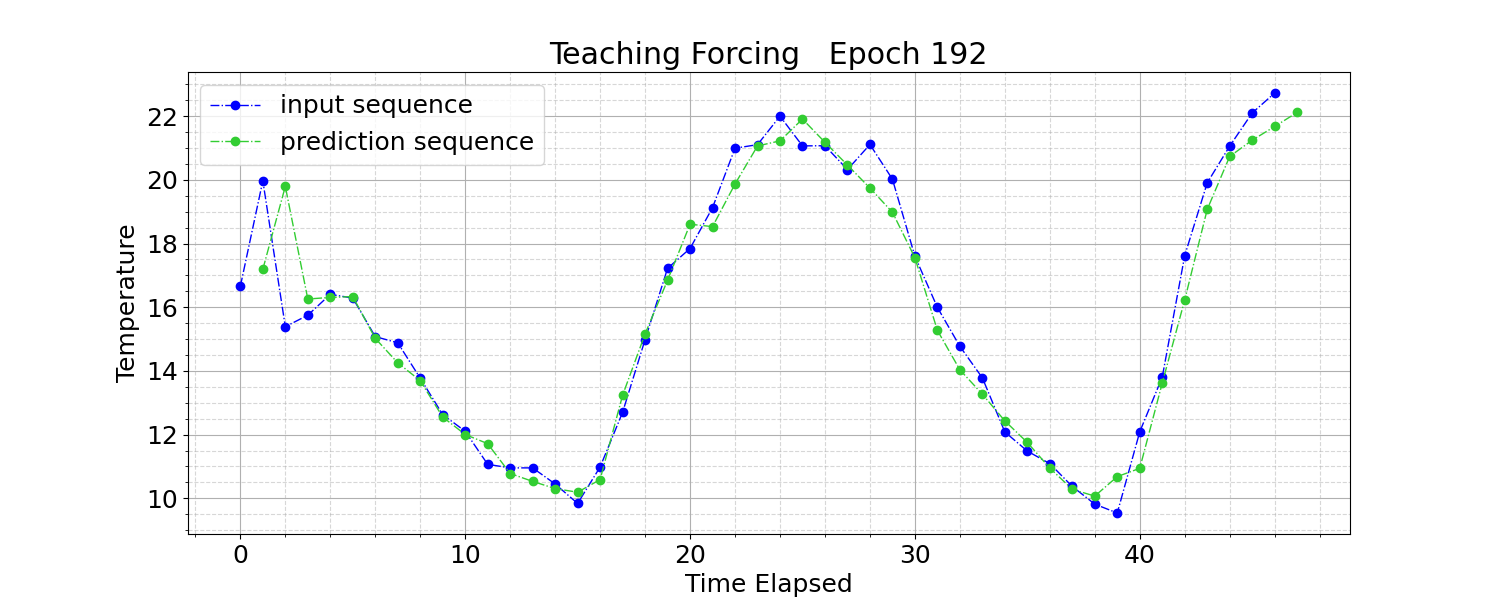 Teaching Forcing   Epoch 192
input sequence
prediction sequence
22
20
18
16
14
12
10
Temperature
0 10 20 30 40
Time Elapsed